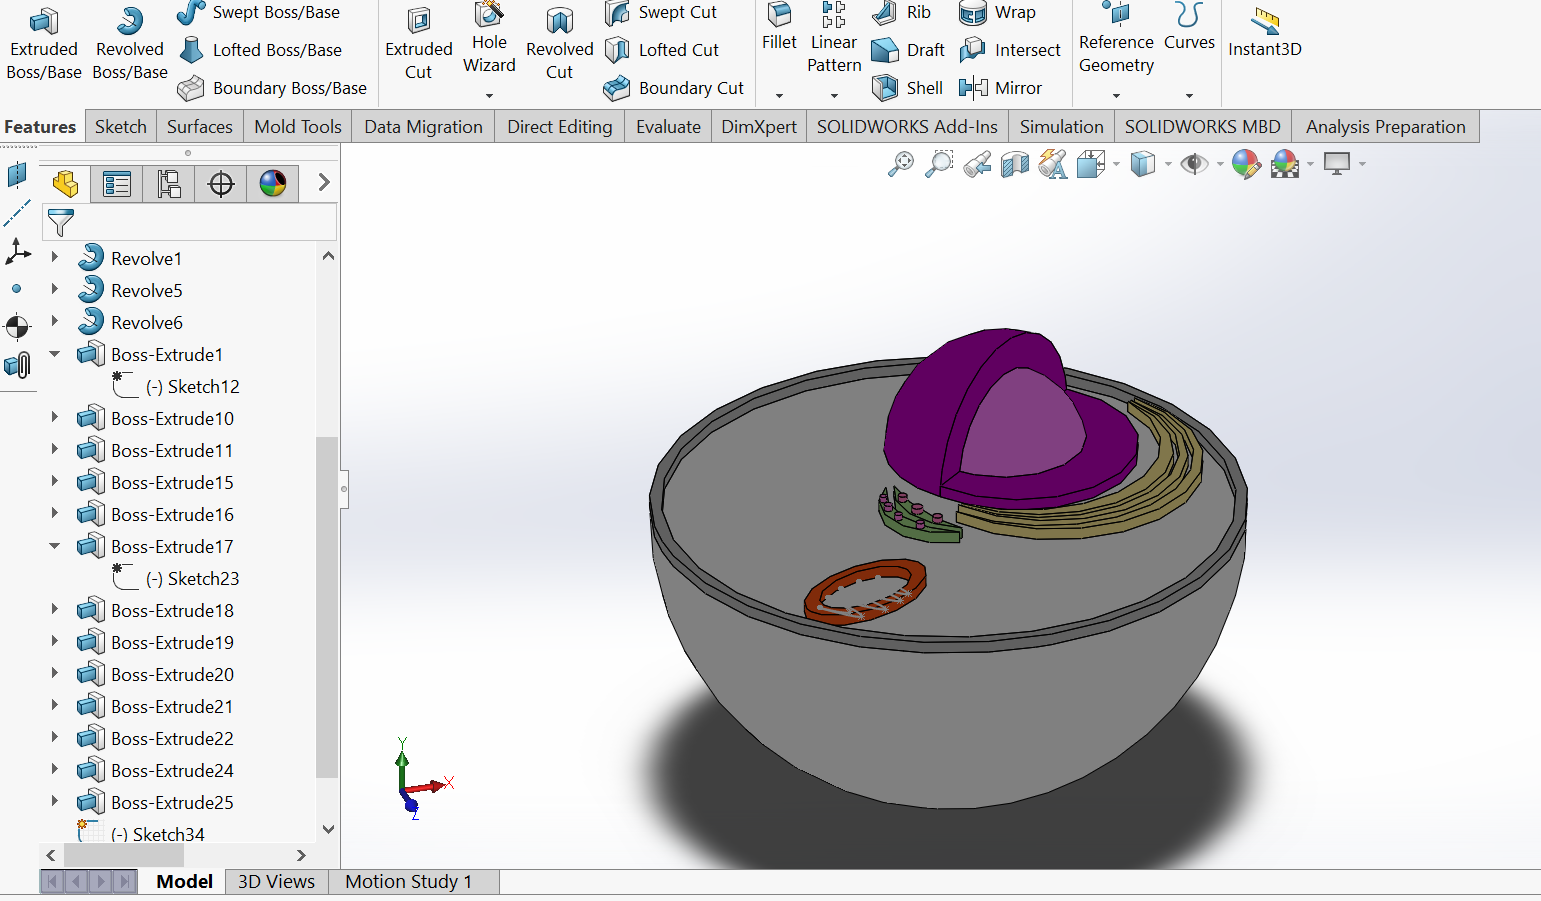 Extruded Boss/Base
Revolved Boss/Base
Swept Boss/Base
Lofted Boss/Base
Boundary Boss/Base
Extruded Cut
Hole Wizard
Revolved Cut
Swept Cut
Lofted Cut
Boundary Cut
Fillet
Linear Pattern
Rib
Draft
Shell
Wrap
Intersect
Mirror
Reference Geometry
Curves
Instant3D
Features
Sketch
Surfaces
Mold Tools
Data Migration
Direct Editing
Evaluate
DimXpert
SOLIDWORKS Add-Ins
Simulation
SOLIDWORKS MBD
Analysis Preparation
Revolve1
Revolve5
Revolve6
Boss-Extrude1
(-) Sketch12
Boss-Extrude10
Boss-Extrude11
Boss-Extrude15
Boss-Extrude16
Boss-Extrude17
(-) Sketch23
Boss-Extrude18
Boss-Extrude19
Boss-Extrude20
Boss-Extrude21
Boss-Extrude22
Boss-Extrude24
Boss-Extrude25
(-) Sketch34
Y
X
Z
Model
3D Views
Motion Study 1